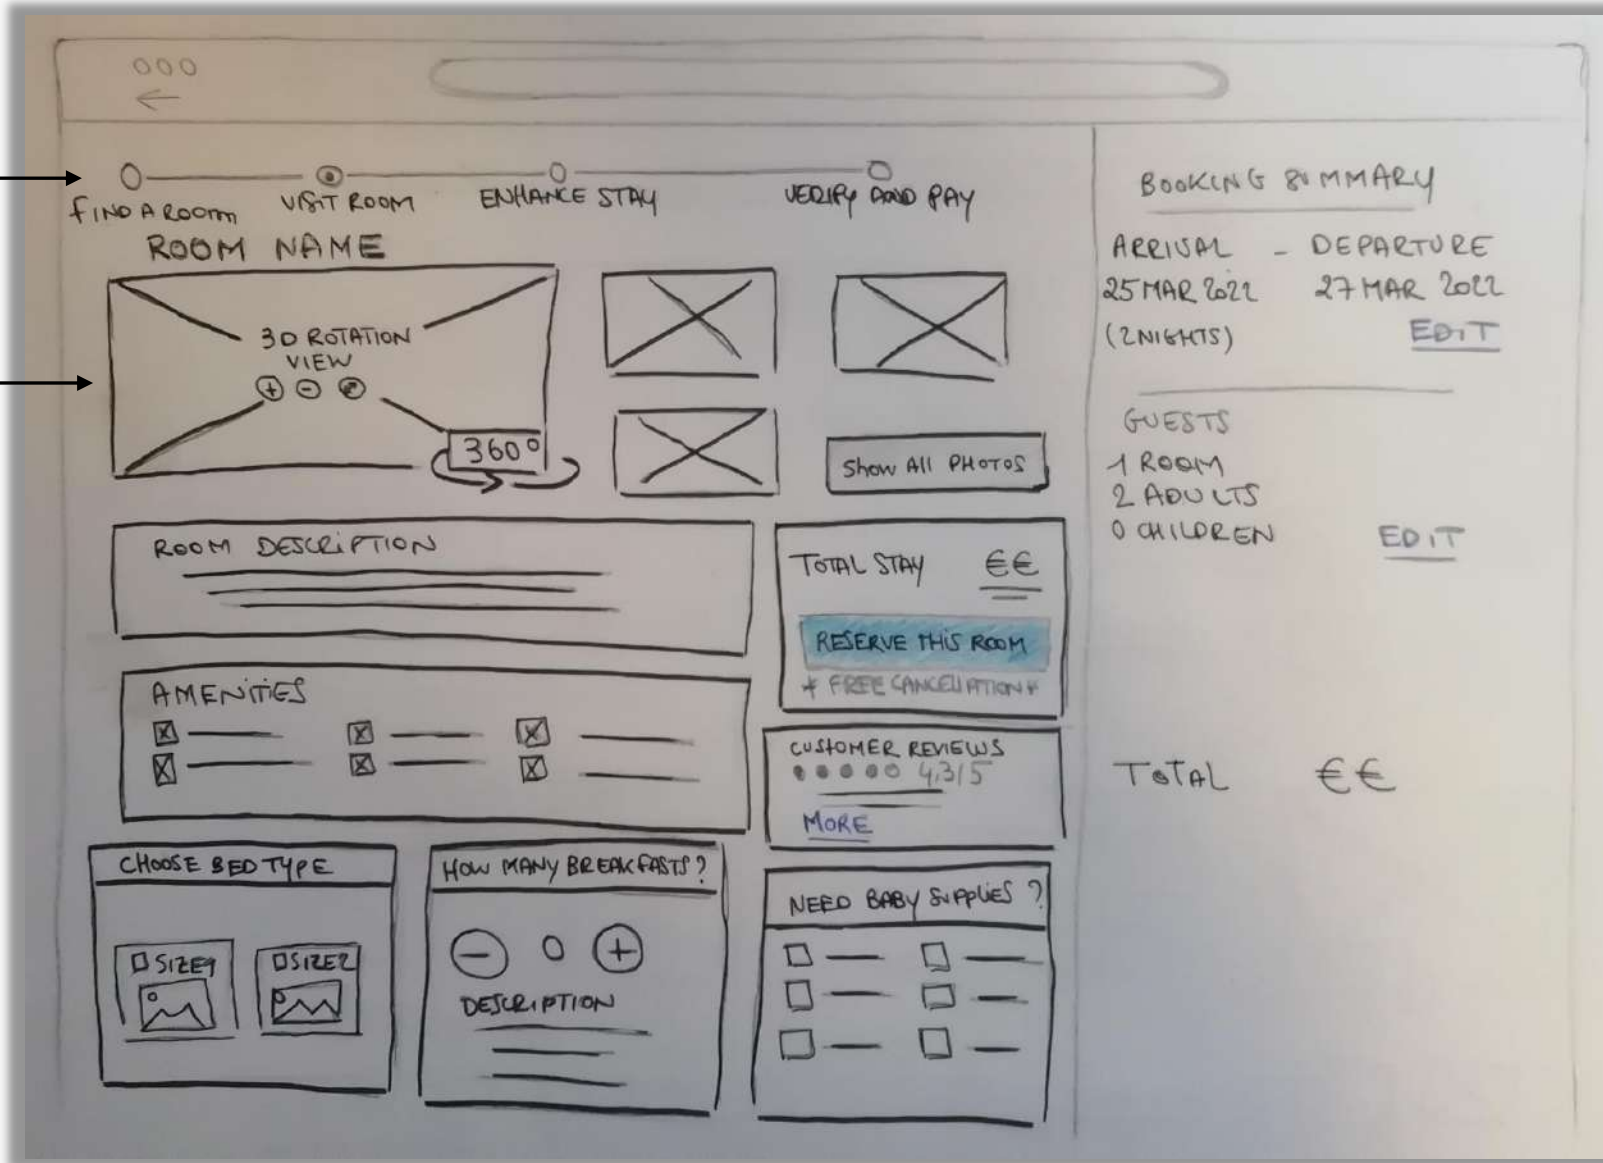 FIND A ROOM
VISIT ROOM
ENHANCE STAY
VERIFY AND PAY
ROOM NAME
3D ROTATION
VIEW
360°
Show All PHOTOS
ROOM DESCRIPTION
AMENITIES
TOTAL STAY €€
RESERVE THIS ROOM
* FREE CANCELLATION *
CUSTOMER REVIEWS
4,3/5
MORE
CHOOSE BED TYPE
SIZE1
SIZE2
HOW MANY BREAKFASTS?
- 0 +
DESCRIPTION
NEED BABY SUPPLIES?
BOOKING SUMMARY
ARRIVAL - DEPARTURE
25 MAR 2022 27 MAR 2022
(2 NIGHTS) EDIT
GUESTS
1 ROOM
2 ADULTS
0 CHILDREN EDIT
TOTAL €€